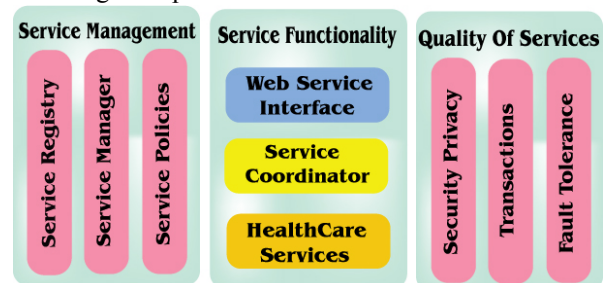 Service Management
Service Registry
Service Manager
Service Policies
Service Functionality
Web Service
Interface
Service
Coordinator
HealthCare
Services
Quality Of Services
Security Privacy
Transactions
Fault Tolerance